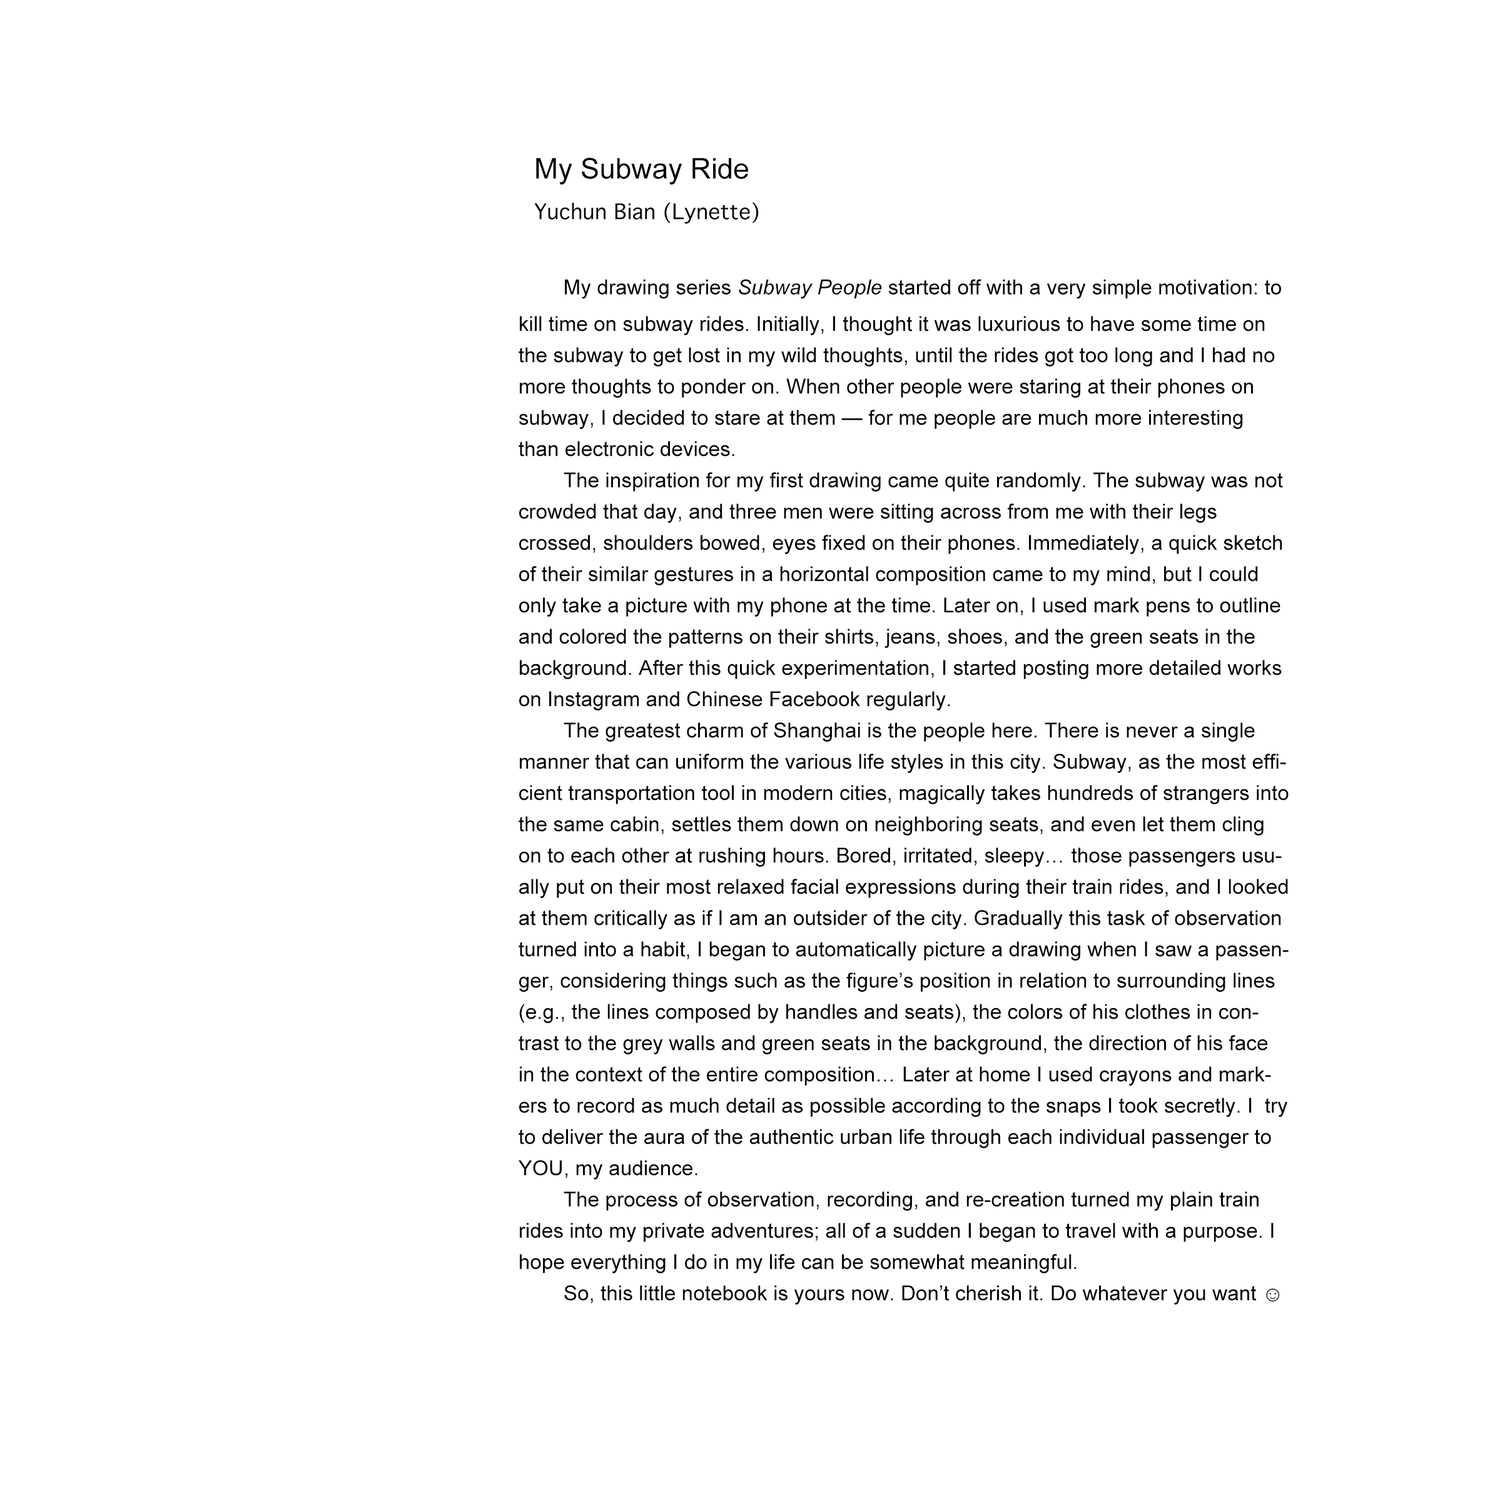 My Subway Ride
Yuchun Bian (Lynette)
My drawing series Subway People started off with a very simple motivation: to
kill time on subway rides. Initially, I thought it was luxurious to have some time on
the subway to get lost in my wild thoughts, until the rides got too long and I had no
more thoughts to ponder on. When other people were staring at their phones on
subway, I decided to stare at them — for me people are much more interesting
than electronic devices.
The inspiration for my first drawing came quite randomly. The subway was not
crowded that day, and three men were sitting across from me with their legs
crossed, shoulders bowed, eyes fixed on their phones. Immediately, a quick sketch
of their similar gestures in a horizontal composition came to my mind, but I could
only take a picture with my phone at the time. Later on, I used mark pens to outline
and colored the patterns on their shirts, jeans, shoes, and the green seats in the
background. After this quick experimentation, I started posting more detailed works
on Instagram and Chinese Facebook regularly.
The greatest charm of Shanghai is the people here. There is never a single
manner that can uniform the various life styles in this city. Subway, as the most effi-
cient transportation tool in modern cities, magically takes hundreds of strangers into
the same cabin, settles them down on neighboring seats, and even let them cling
on to each other at rushing hours. Bored, irritated, sleepy… those passengers usu-
ally put on their most relaxed facial expressions during their train rides, and I looked
at them critically as if I am an outsider of the city. Gradually this task of observation
turned into a habit, I began to automatically picture a drawing when I saw a passen-
ger, considering things such as the figure’s position in relation to surrounding lines
(e.g., the lines composed by handles and seats), the colors of his clothes in con-
trast to the grey walls and green seats in the background, the direction of his face
in the context of the entire composition… Later at home I used crayons and mark-
ers to record as much detail as possible according to the snaps I took secretly. I  try
to deliver the aura of the authentic urban life through each individual passenger to
YOU, my audience.
The process of observation, recording, and re-creation turned my plain train
rides into my private adventures; all of a sudden I began to travel with a purpose. I
hope everything I do in my life can be somewhat meaningful.
So, this little notebook is yours now. Don’t cherish it. Do whatever you want ☺